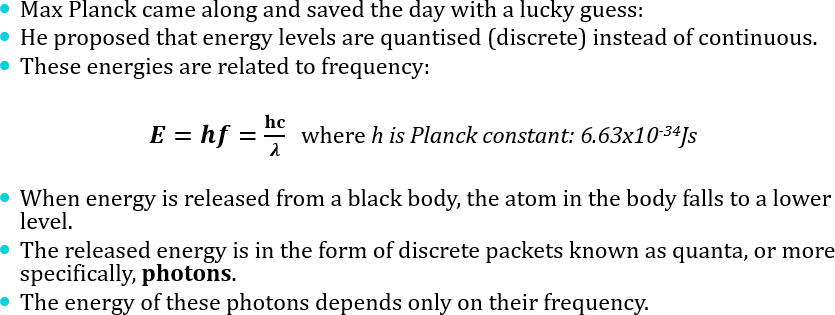 • Max Planck came along and saved the day with a lucky guess:
• He proposed that energy levels are quantised (discrete) instead of continuous.
• These energies are related to frequency:
E = hf = hc/λ where h is Planck constant: 6.63x10⁻³⁴Js
• When energy is released from a black body, the atom in the body falls to a lower
level.
• The released energy is in the form of discrete packets known as quanta, or more
specifically, photons.
• The energy of these photons depends only on their frequency.